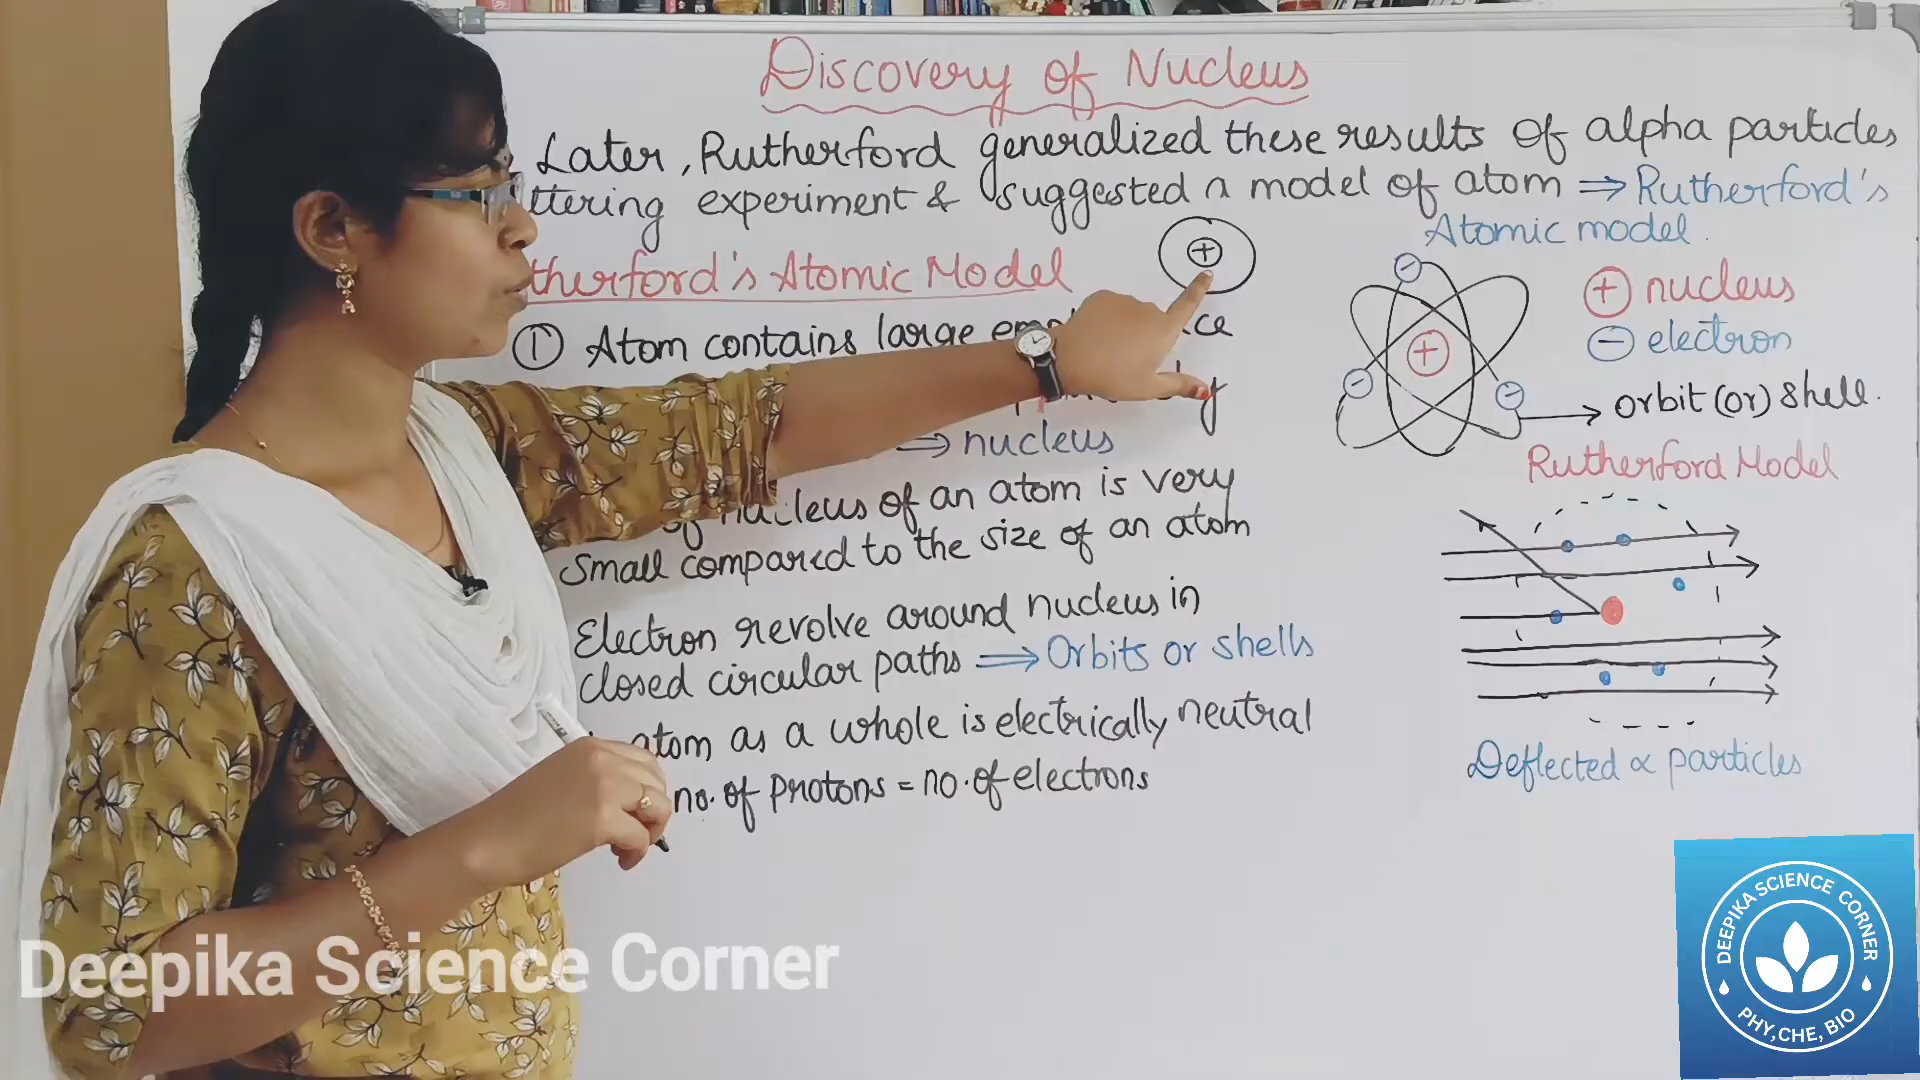 Discovery of Nucleus
Later, Rutherford generalized these results of alpha particles
ttering experiment & suggested a model of atom ⇒ Rutherford's
Atomic model.
therford's Atomic Model
+
① Atom contains large
⇒ nucleus
of nucleus of an atom is very
Small compared to the size of an atom
Electron revolve around nucleus in
closed circular paths ⇒ Orbits or shells
atom as a whole is electrically neutral
no. of protons = no. of electrons
−
+
−
−
+ nucleus
− electron
→ orbit (or) shell.
Rutherford Model
Deflected ∝ particles
Deepika Science Corner
DEEPIKA SCIENCE CORNER
PHY, CHE, BIO